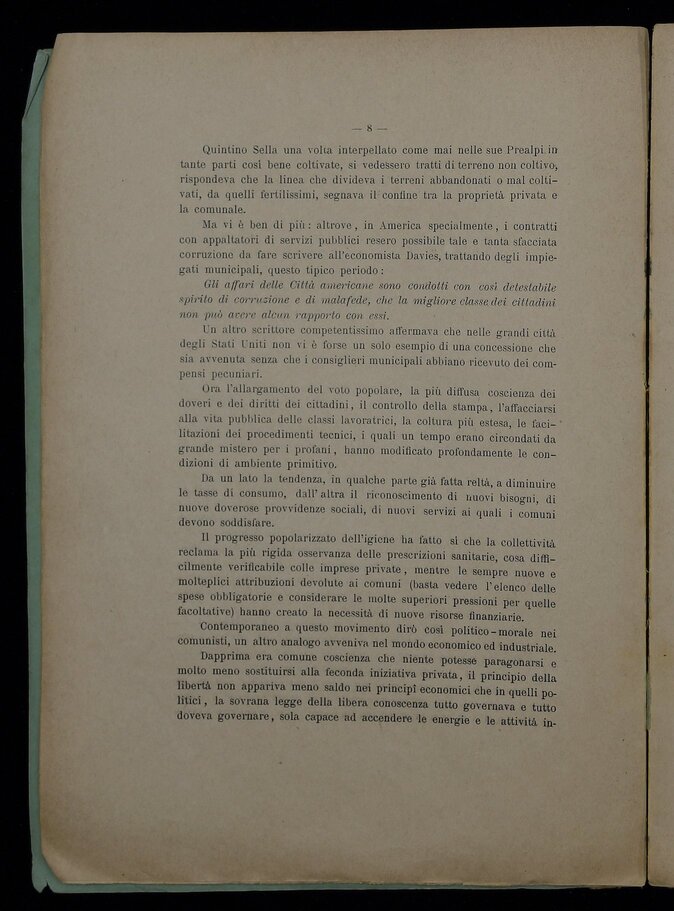 — 8 —
Quintino Sella una volta interpellato come mai nelle sue Prealpi in
tante parti così bene coltivate, si vedessero tratti di terreno non coltivo,
rispondeva che la linea che divideva i terreni abbandonati o mal colti-
vati, da quelli fertilissimi, segnava il confine tra la proprietà privata e
la comunale.
Ma vi è ben di più: altrove, in America specialmente, i contratti
con appaltatori di servizi pubblici resero possibile tale e tanta sfacciata
corruzione da fare scrivere all'economista Davies, trattando degli impie-
gati municipali, questo tipico periodo:
Gli affari delle Città americane sono condotti con così detestabile
spirito di corruzione e di malafede, che la migliore classe dei cittadini
non può avere alcun rapporto con essi.
Un altro scrittore competentissimo affermava che nelle grandi città
degli Stati Uniti non vi è forse un solo esempio di una concessione che
sia avvenuta senza che i consiglieri municipali abbiano ricevuto dei com-
pensi pecuniari.
Ora l'allargamento del voto popolare, la più diffusa coscienza dei
doveri e dei diritti dei cittadini, il controllo della stampa, l'affacciarsi
alla vita pubblica delle classi lavoratrici, la coltura più estesa, le faci-
litazioni dei procedimenti tecnici, i quali un tempo erano circondati da
grande mistero per i profani, hanno modificato profondamente le con-
dizioni di ambiente primitivo.
Da un lato la tendenza, in qualche parte già fatta reltà, a diminuire
le tasse di consumo, dall'altra il riconoscimento di nuovi bisogni, di
nuove doverose provvidenze sociali, di nuovi servizi ai quali i comuni
devono soddisfare.
Il progresso popolarizzato dell'igiene ha fatto sì che la collettività
reclama la più rigida osservanza delle prescrizioni sanitarie, cosa diffi-
cilmente verificabile colle imprese private, mentre le sempre nuove e
molteplici attribuzioni devolute ai comuni (basta vedere l'elenco delle
spese obbligatorie e considerare le molte superiori pressioni per quelle
facoltative) hanno creato la necessità di nuove risorse finanziarie.
Contemporaneo a questo movimento dirò così politico-morale nei
comunisti, un altro analogo avveniva nel mondo economico ed industriale.
Dapprima era comune coscienza che niente potesse paragonarsi e
molto meno sostituirsi alla feconda iniziativa privata, il principio della
libertà non appariva meno saldo nei principî economici che in quelli po-
litici, la sovrana legge della libera conoscenza tutto governava e tutto
doveva governare, sola capace ad accendere le energie e le attività in-